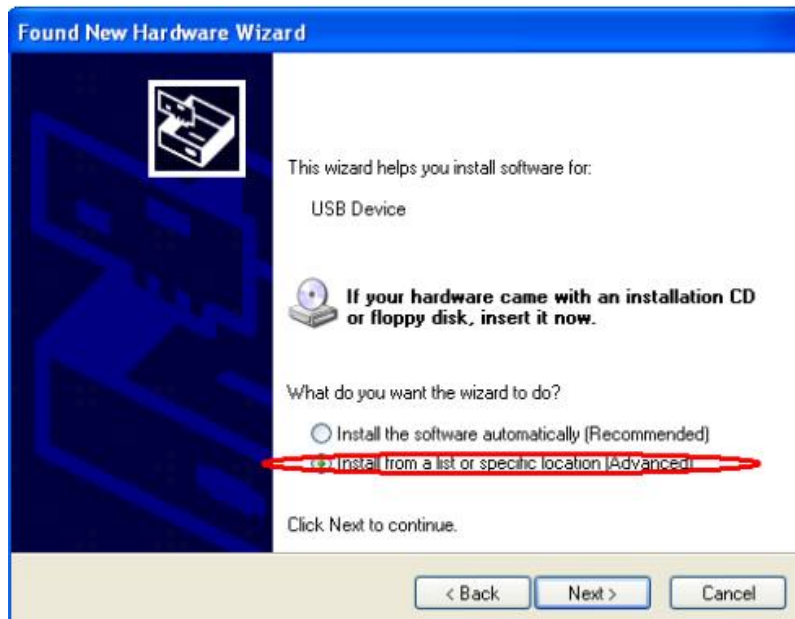 Found New Hardware Wizard
This wizard helps you install software for:
USB Device
If your hardware came with an installation CD
or floppy disk, insert it now.
What do you want the wizard to do?
Install the software automatically (Recommended)
Install from a list or specific location (Advanced)
Click Next to continue.
< Back Next > Cancel